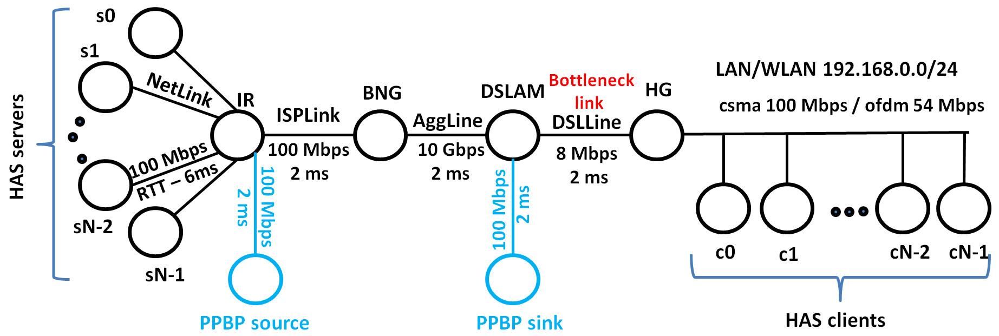 HAS servers
s0
s1
NetLink
100 Mbps
RTT – 6ms
sN-2
sN-1
IR
ISPLink
100 Mbps
2 ms
BNG
AggLine
10 Gbps
2 ms
DSLAM
Bottleneck
link
DSLLine
8 Mbps
2 ms
HG
LAN/WLAN 192.168.0.0/24
csma 100 Mbps / ofdm 54 Mbps
100 Mbps
2 ms
PPBP source
100 Mbps
2 ms
PPBP sink
c0
c1
cN-2
cN-1
HAS clients